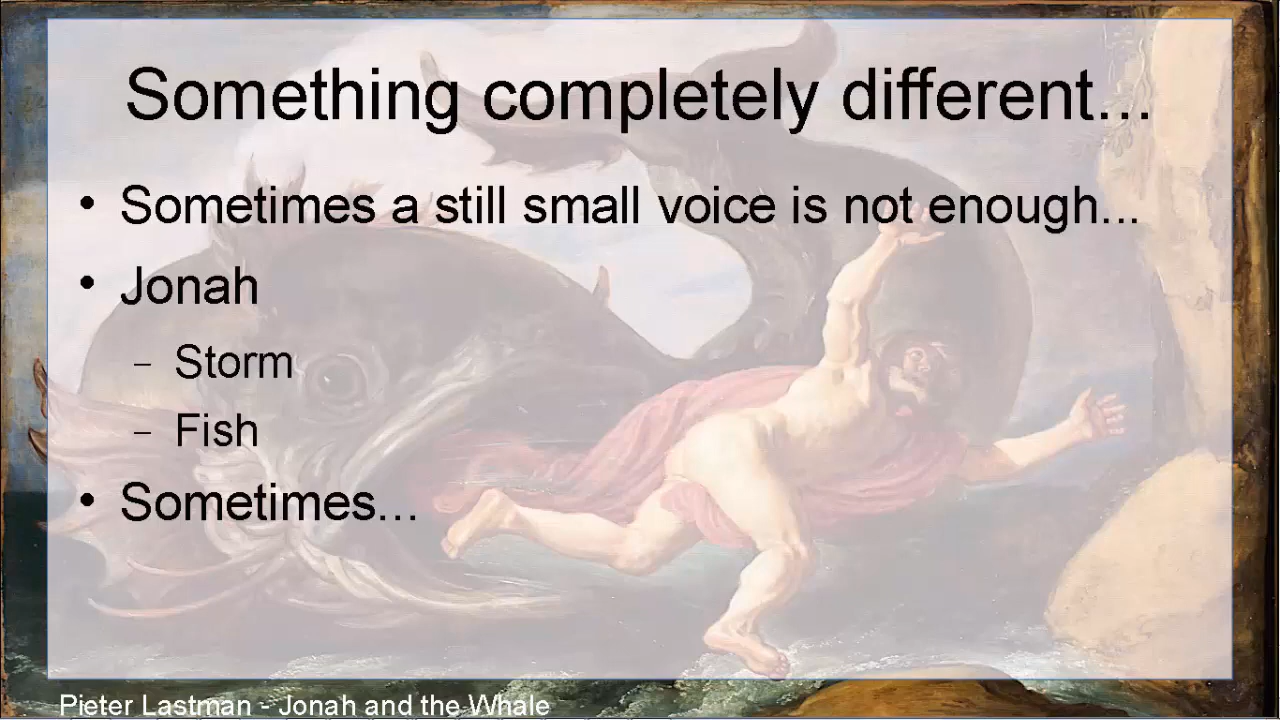 Something completely different...
• Sometimes a still small voice is not enough...
• Jonah
– Storm
– Fish
• Sometimes...
Pieter Lastman - Jonah and the Whale